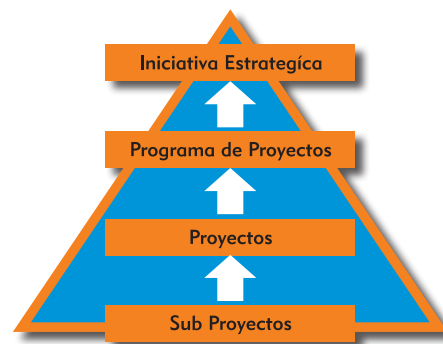 Iniciativa Estrategíca
Programa de Proyectos
Proyectos
Sub Proyectos